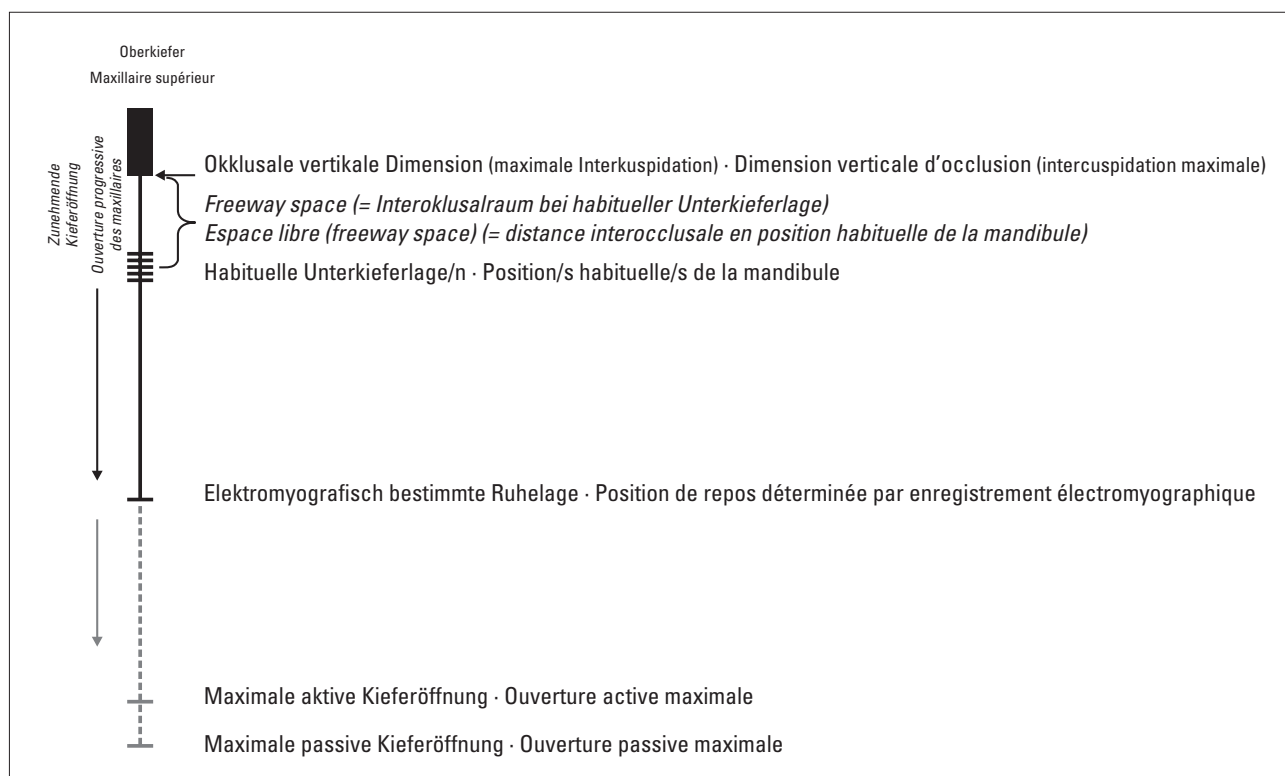 Oberkiefer
Maxillaire supérieur
Zunehmende
Kieferöffnung
Ouverture progressive
des maxillaires
Okklusale vertikale Dimension (maximale Interkuspidation) · Dimension verticale d’occlusion (intercuspidation maximale)
Freeway space (= Interoklusalraum bei habitueller Unterkieferlage)
Espace libre (freeway space) (= distance interocclusale en position habituelle de la mandibule)
Habituelle Unterkieferlage/n · Position/s habituelle/s de la mandibule
Elektromyografisch bestimmte Ruhelage · Position de repos déterminée par enregistrement électromyographique
Maximale aktive Kieferöffnung · Ouverture active maximale
Maximale passive Kieferöffnung · Ouverture passive maximale